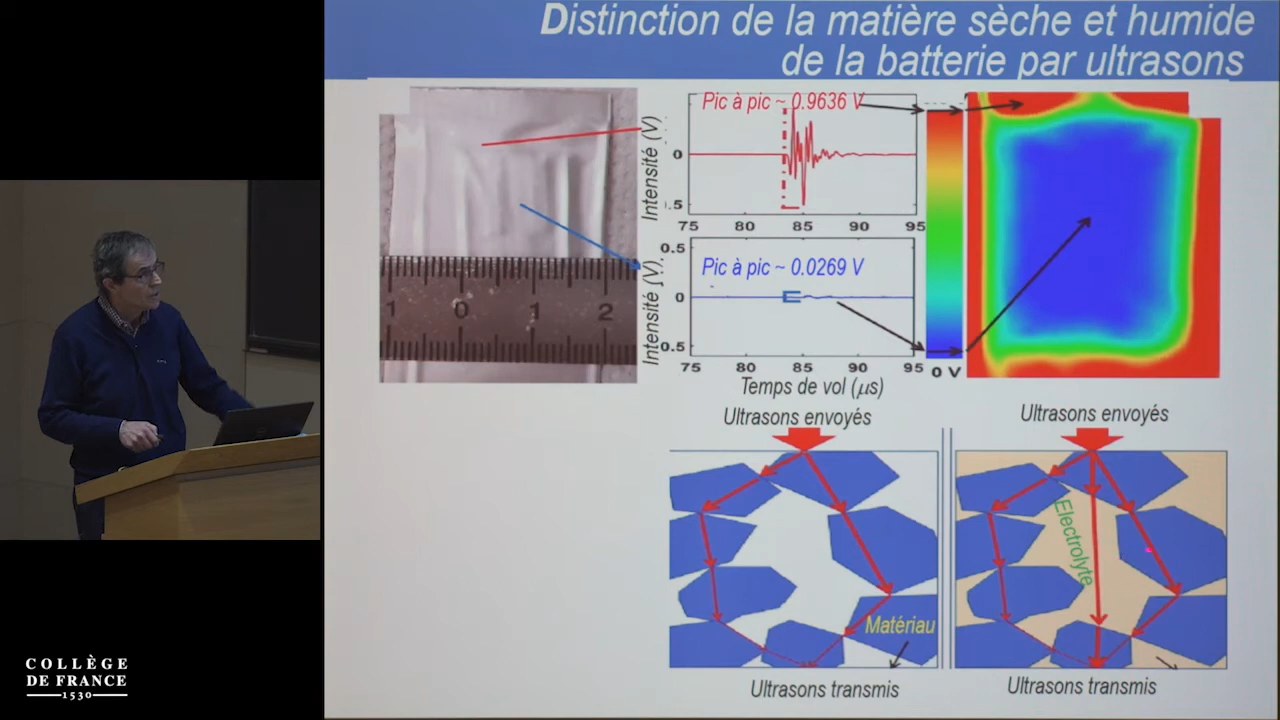 Distinction de la matière sèche et humide
de la batterie par ultrasons
Pic à pic ~ 0.9636 V
Intensité (V)
0
.5
75 80 85 90 95
0.5
Pic à pic ~ 0.0269 V
Intensité (V)
0
0.5
75 80 85 90 95
0 V
Temps de vol (µs)
1 0 1 2
Ultrasons envoyés
Ultrasons envoyés
Electrolyte
Matériau
Ultrasons transmis
Ultrasons transmis
COLLÈGE
DE FRANCE
1530